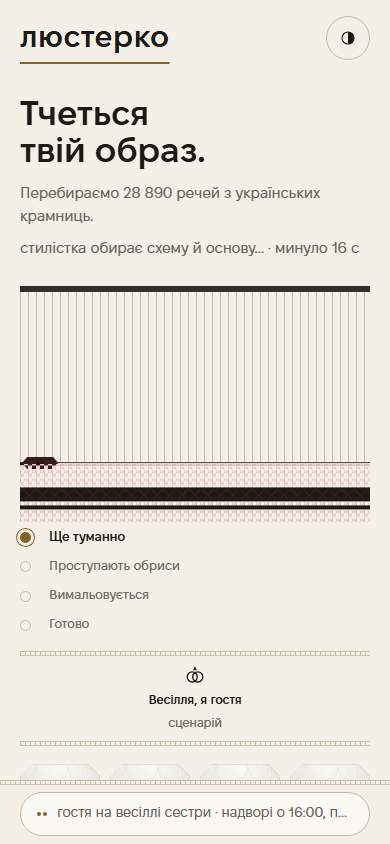 люстерко
Тчеться
твій образ.
Перебираємо 28 890 речей з українських
крамниць.
стилістка обирає схему й основу... · минуло 16 с
Ще туманно
Проступають обриси
Вимальовується
Готово
Весілля, я гостя
сценарій
гостя на весіллі сестри · надворі о 16:00, п...